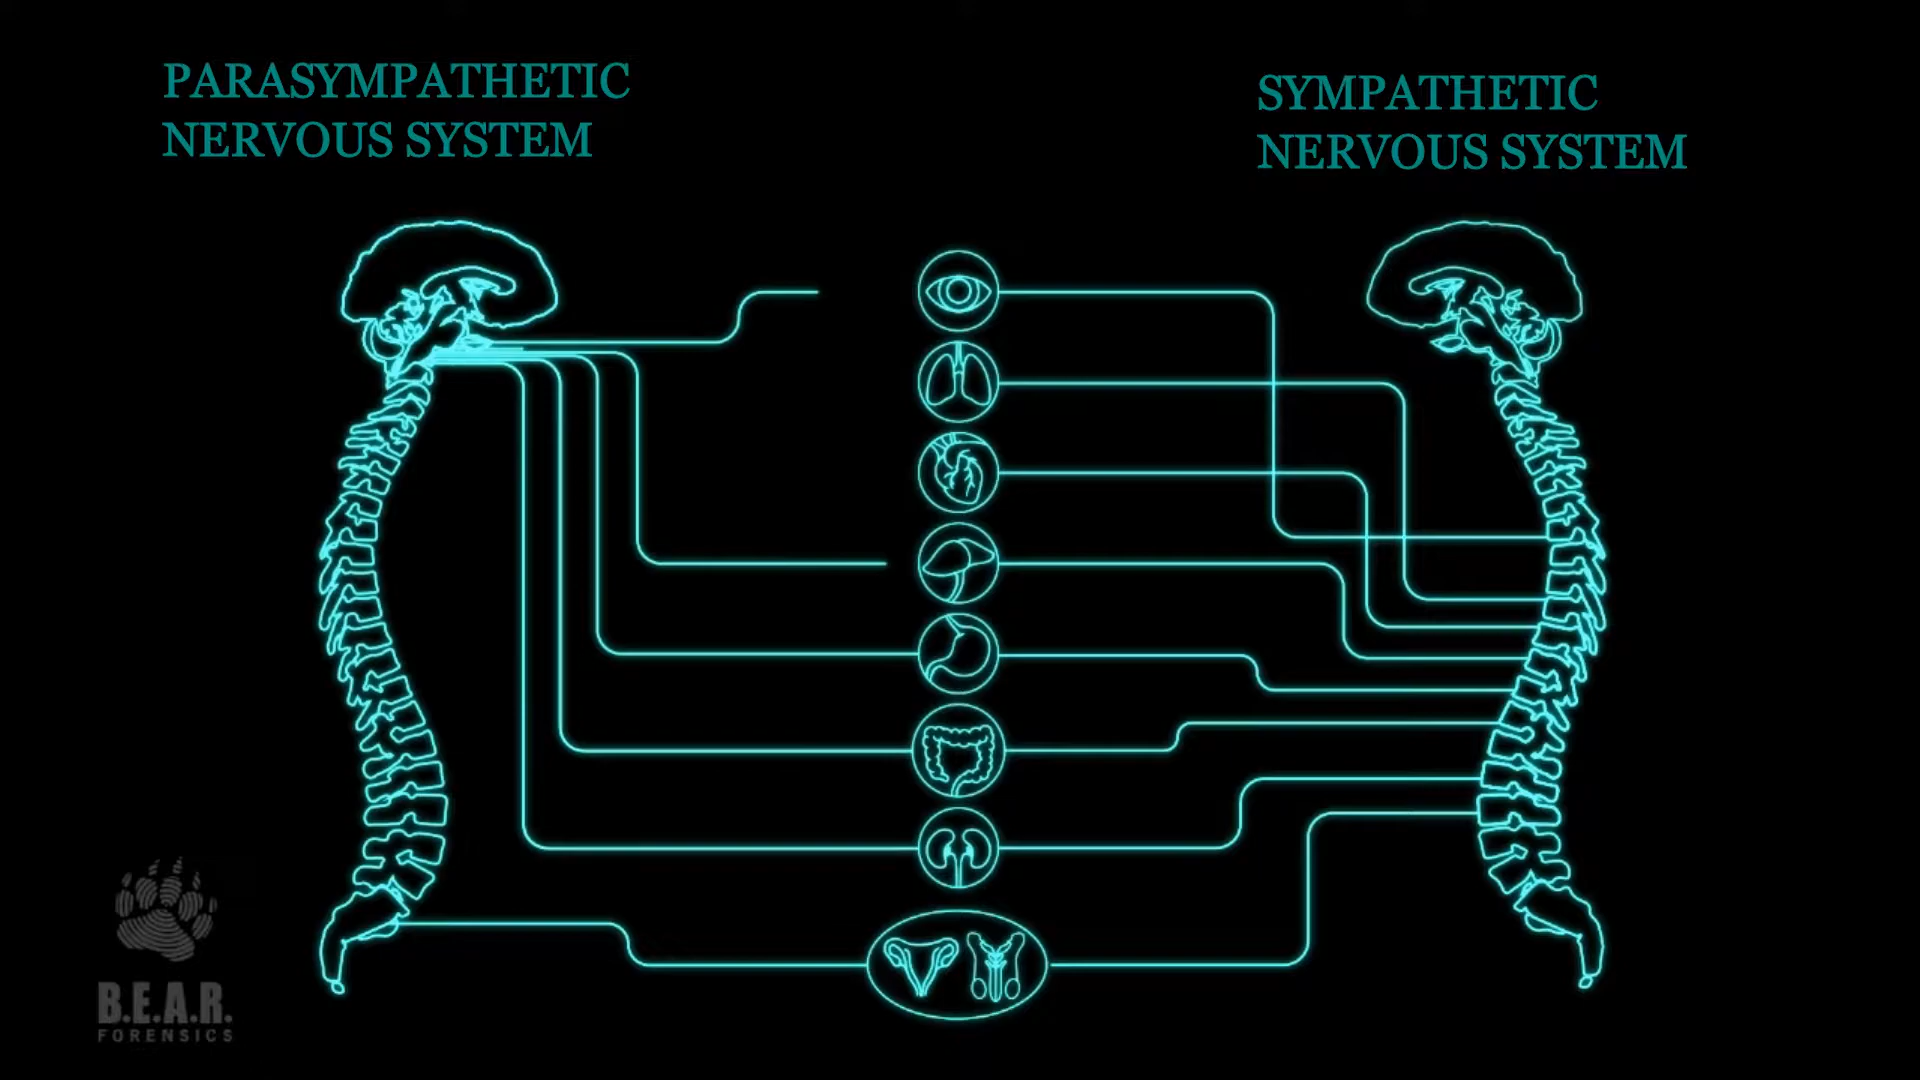 PARASYMPATHETIC
NERVOUS SYSTEM
SYMPATHETIC
NERVOUS SYSTEM
B.E.A.R.
FORENSICS